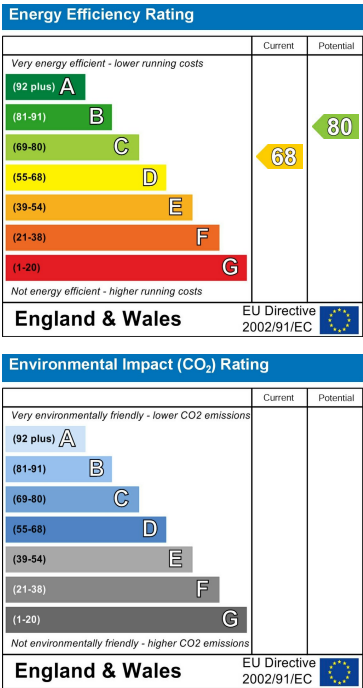 Energy Efficiency Rating
Current Potential
Very energy efficient - lower running costs
(92 plus) A
(81-91) B
(69-80) C
(55-68) D
(39-54) E
(21-38) F
(1-20) G
68
80
Not energy efficient - higher running costs
England & Wales
EU Directive
2002/91/EC
Environmental Impact (CO₂) Rating
Current Potential
Very environmentally friendly - lower CO2 emissions
(92 plus) A
(81-91) B
(69-80) C
(55-68) D
(39-54) E
(21-38) F
(1-20) G
Not environmentally friendly - higher CO2 emissions
England & Wales
EU Directive
2002/91/EC